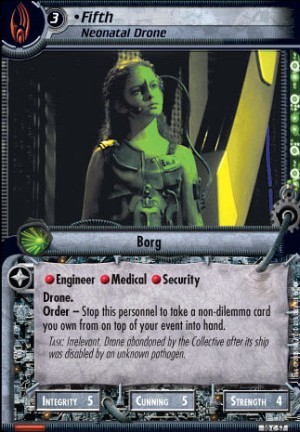 3
•Fifth
Neonatal Drone
Borg
Engineer Medical Security
Drone.
Order – Stop this personnel to take a non-dilemma card
you own from on top of your event into hand.
TASK: Irrelevant. Drone abandoned by the Collective after its ship
was disabled by an unknown pathogen.
INTEGRITY 5 CUNNING 5 STRENGTH 4